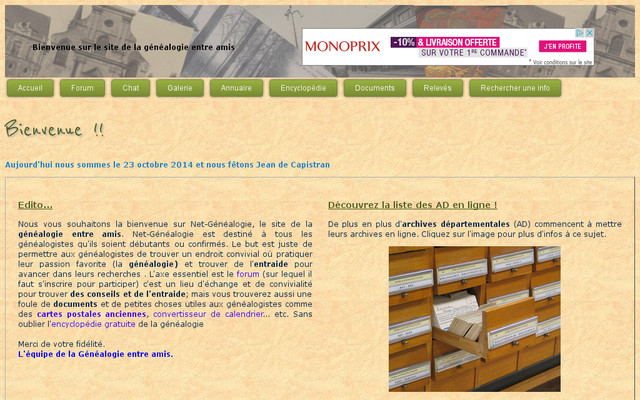 Bienvenue sur le site de la généalogie entre amis
MONOPRIX
-10% & LIVRAISON OFFERTE
SUR VOTRE 1ère COMMANDE*
J'EN PROFITE
* Voir conditions sur le site
Accueil
Forum
Chat
Galerie
Annuaire
Encyclopédie
Documents
Relevés
Rechercher une info
Bienvenue !!
Aujourd'hui nous sommes le 23 octobre 2014 et nous fêtons Jean de Capistran
Edito...
Nous vous souhaitons la bienvenue sur Net-Généalogie, le site de la
généalogie entre amis. Net-Généalogie est destiné à tous les
généalogistes qu'ils soient débutants ou confirmés. Le but est juste de
permettre aux généalogistes de trouver un endroit convivial où pratiquer
leur passion favorite (la généalogie) et trouver de l'entraide pour
avancer dans leurs recherches . L'axe essentiel est le forum (sur lequel il
faut s'inscrire pour participer) c'est un lieu d'échange et de convivialité
pour trouver des conseils et de l'entraide; mais vous trouverez aussi une
foule de documents et de petites choses utiles aux généalogistes comme
des cartes postales anciennes, convertisseur de calendrier... etc. Sans
oublier l'encyclopédie gratuite de la généalogie
Merci de votre fidélité.
L'équipe de la Généalogie entre amis.
Découvrez la liste des AD en ligne !
De plus en plus d'archives départementales (AD) commencent à mettre
leurs archives en ligne. Cliquez sur l'image pour plus d'infos à ce sujet.